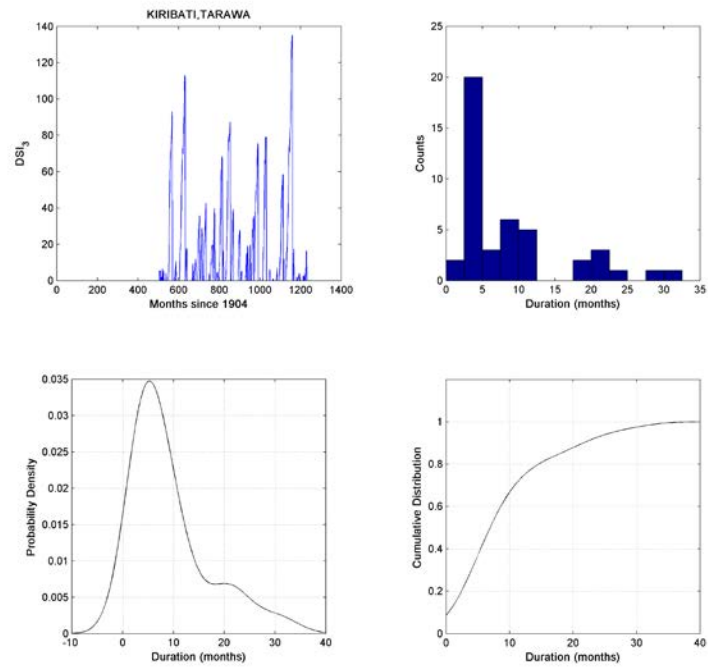 KIRIBATI,TARAWA
140
120
100
80
60
40
20
0
DSI3
0 200 400 600 800 1000 1200 1400
Months since 1904
25
20
15
10
5
0
Counts
0 5 10 15 20 25 30 35
Duration (months)
0.035
0.03
0.025
0.02
0.015
0.01
0.005
0
Probability Density
-10 0 10 20 30 40
Duration (months)
1
0.8
0.6
0.4
0.2
0
Cumulative Distribution
0 10 20 30 40
Duration (months)